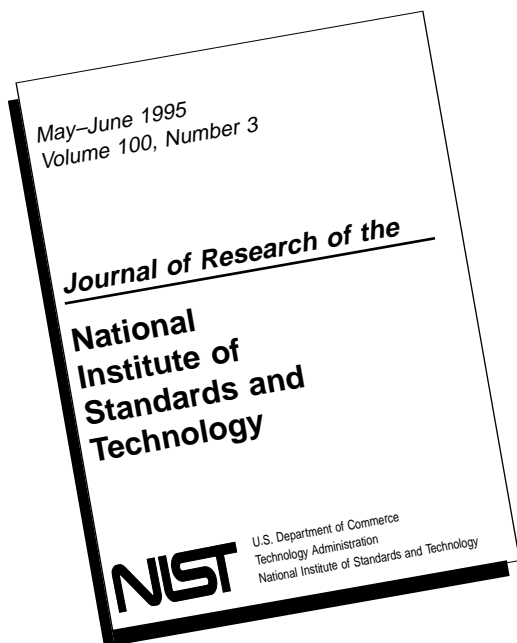 May–June 1995
Volume 100, Number 3
Journal of Research of the
National
Institute of
Standards and
Technology
NIST
U.S. Department of Commerce
Technology Administration
National Institute of Standards and Technology